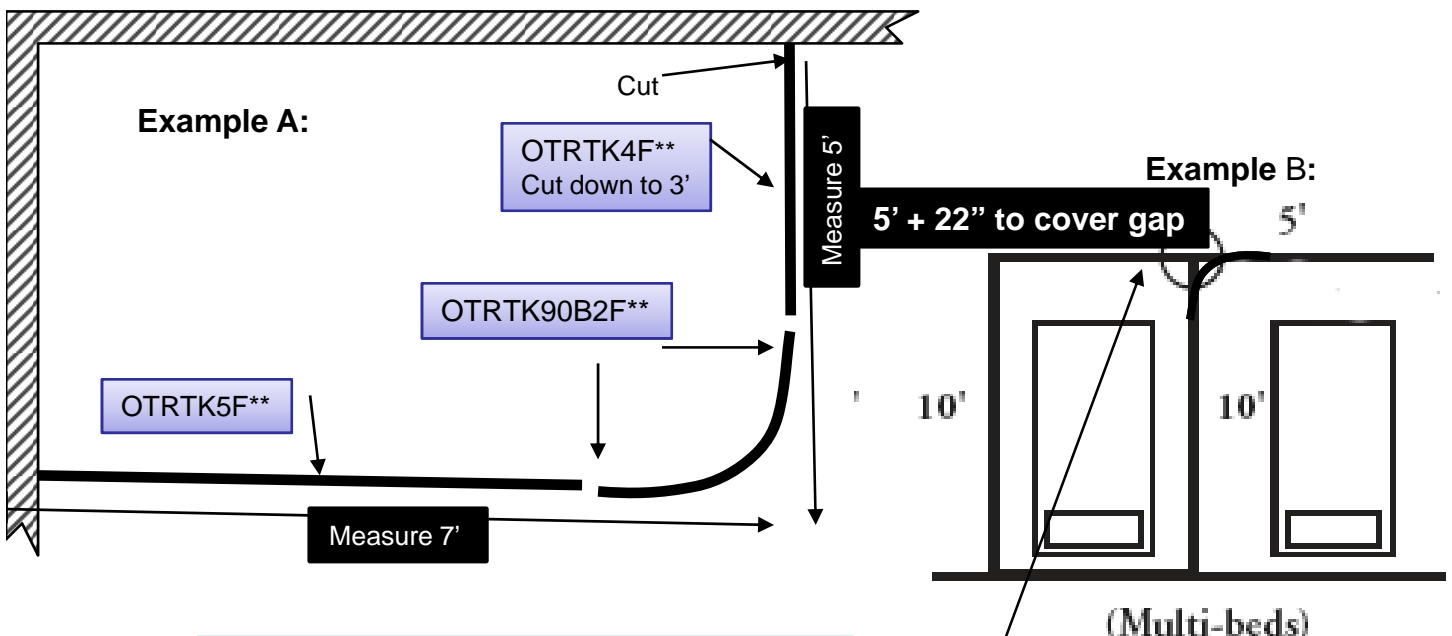 Cut
Example A:
OTRTK4F**
Cut down to 3’
Measure 5’
5’ + 22” to cover gap
Example B:
5'
OTRTK90B2F**
OTRTK5F**
'
10'
10'
Measure 7’
(Multi-beds)